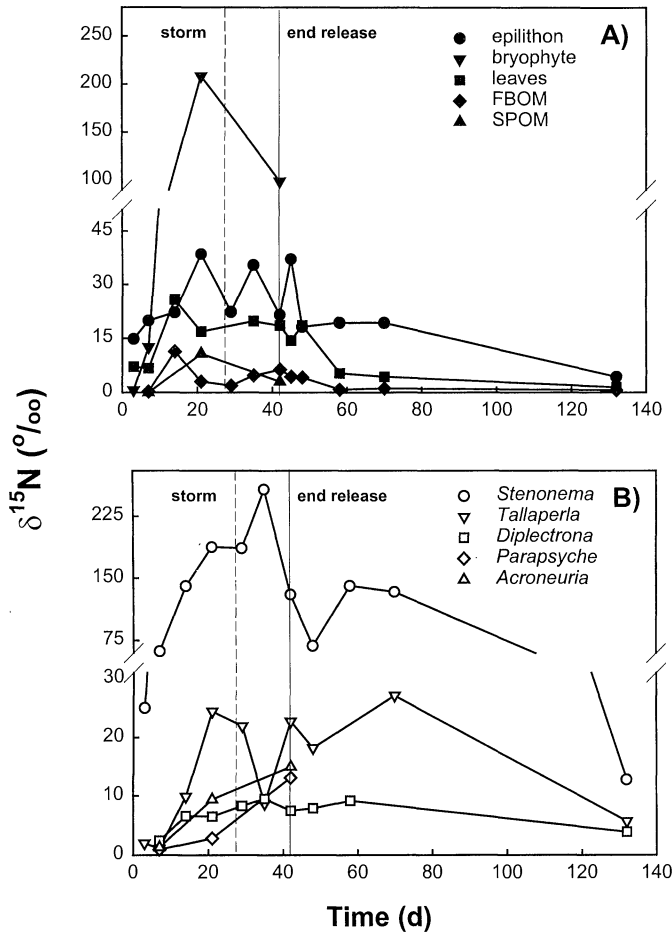 storm
end release
epilithon
bryophyte
leaves
FBOM
SPOM
A)
250
200
150
100
45
30
15
0
0 20 40 60 80 100 120 140
δ¹⁵N (o/oo)
storm
end release
Stenonema
Tallaperla
Diplectrona
Parapsyche
Acroneuria
B)
225
150
75
30
20
10
0
0 20 40 60 80 100 120 140
Time (d)